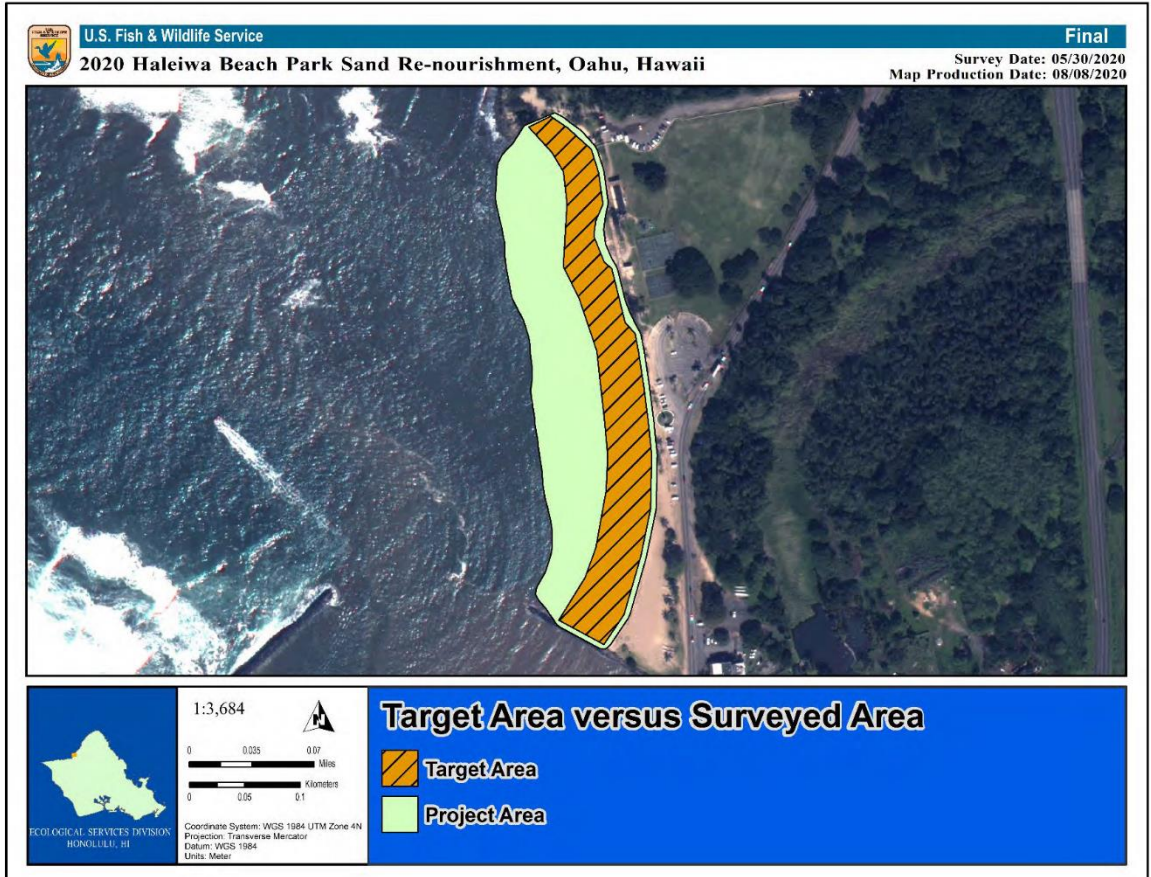 U.S. Fish & Wildlife Service
Final
2020 Haleiwa Beach Park Sand Re-nourishment, Oahu, Hawaii
Survey Date: 05/30/2020
Map Production Date: 08/08/2020
ECOLOGICAL SERVICES DIVISION
HONOLULU, HI
1:3,684
N
0 0.035 0.07
Miles
Kilometers
0 0.05 0.1
Coordinate System: WGS 1984 UTM Zone 4N
Projection: Transverse Mercator
Datum: WGS 1984
Units: Meter
Target Area versus Surveyed Area
Target Area
Project Area